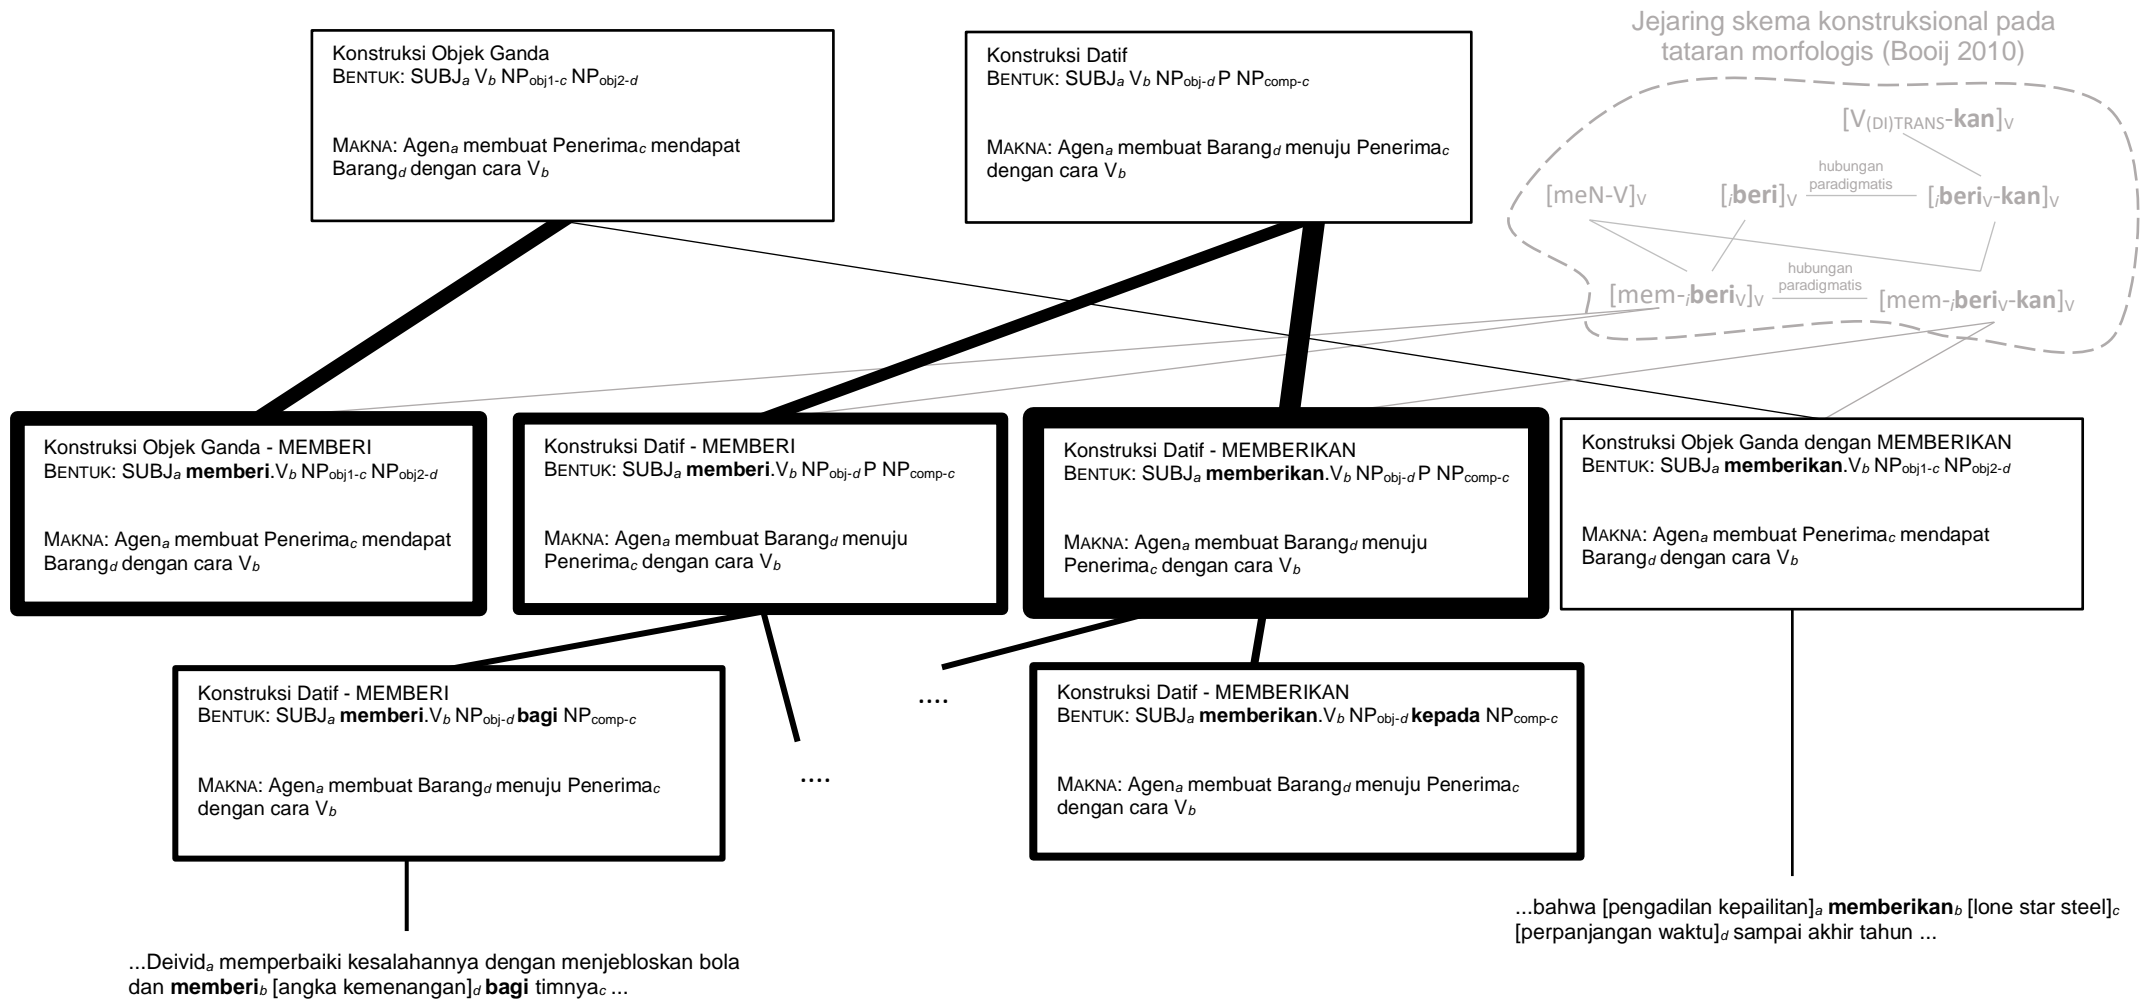 Konstruksi Objek Ganda
BENTUK: SUBJa Vb NPobj1-c NPobj2-d
MAKNA: Agena membuat Penerimac mendapat
Barangd dengan cara Vb
Konstruksi Datif
BENTUK: SUBJa Vb NPobj-d P NPcomp-c
MAKNA: Agena membuat Barangd menuju Penerimac
dengan cara Vb
Jejaring skema konstruksional pada
tataran morfologis (Booij 2010)
[V(DI)TRANS-kan]V
hubungan
paradigmatis
[meN-V]V
[iberi]V
[iberiV-kan]V
hubungan
paradigmatis
[mem-iberiV]V
[mem-iberiV-kan]V
Konstruksi Objek Ganda - MEMBERI
BENTUK: SUBJa memberi.Vb NPobj1-c NPobj2-d
MAKNA: Agena membuat Penerimac mendapat
Barangd dengan cara Vb
Konstruksi Datif - MEMBERI
BENTUK: SUBJa memberi.Vb NPobj-d P NPcomp-c
MAKNA: Agena membuat Barangd menuju
Penerimac dengan cara Vb
Konstruksi Datif - MEMBERIKAN
BENTUK: SUBJa memberikan.Vb NPobj-d P NPcomp-c
MAKNA: Agena membuat Barangd menuju
Penerimac dengan cara Vb
Konstruksi Objek Ganda dengan MEMBERIKAN
BENTUK: SUBJa memberikan.Vb NPobj1-c NPobj2-d
MAKNA: Agena membuat Penerimac mendapat
Barangd dengan cara Vb
Konstruksi Datif - MEMBERI
BENTUK: SUBJa memberi.Vb NPobj-d bagi NPcomp-c
MAKNA: Agena membuat Barangd menuju Penerimac
dengan cara Vb
....
....
Konstruksi Datif - MEMBERIKAN
BENTUK: SUBJa memberikan.Vb NPobj-d kepada NPcomp-c
MAKNA: Agena membuat Barangd menuju Penerimac
dengan cara Vb
...Deivida memperbaiki kesalahannya dengan menjebloskan bola
dan memberib [angka kemenangan]d bagi timnyac ...
...bahwa [pengadilan kepailitan]a memberikanb [lone star steel]c
[perpanjangan waktu]d sampai akhir tahun ...